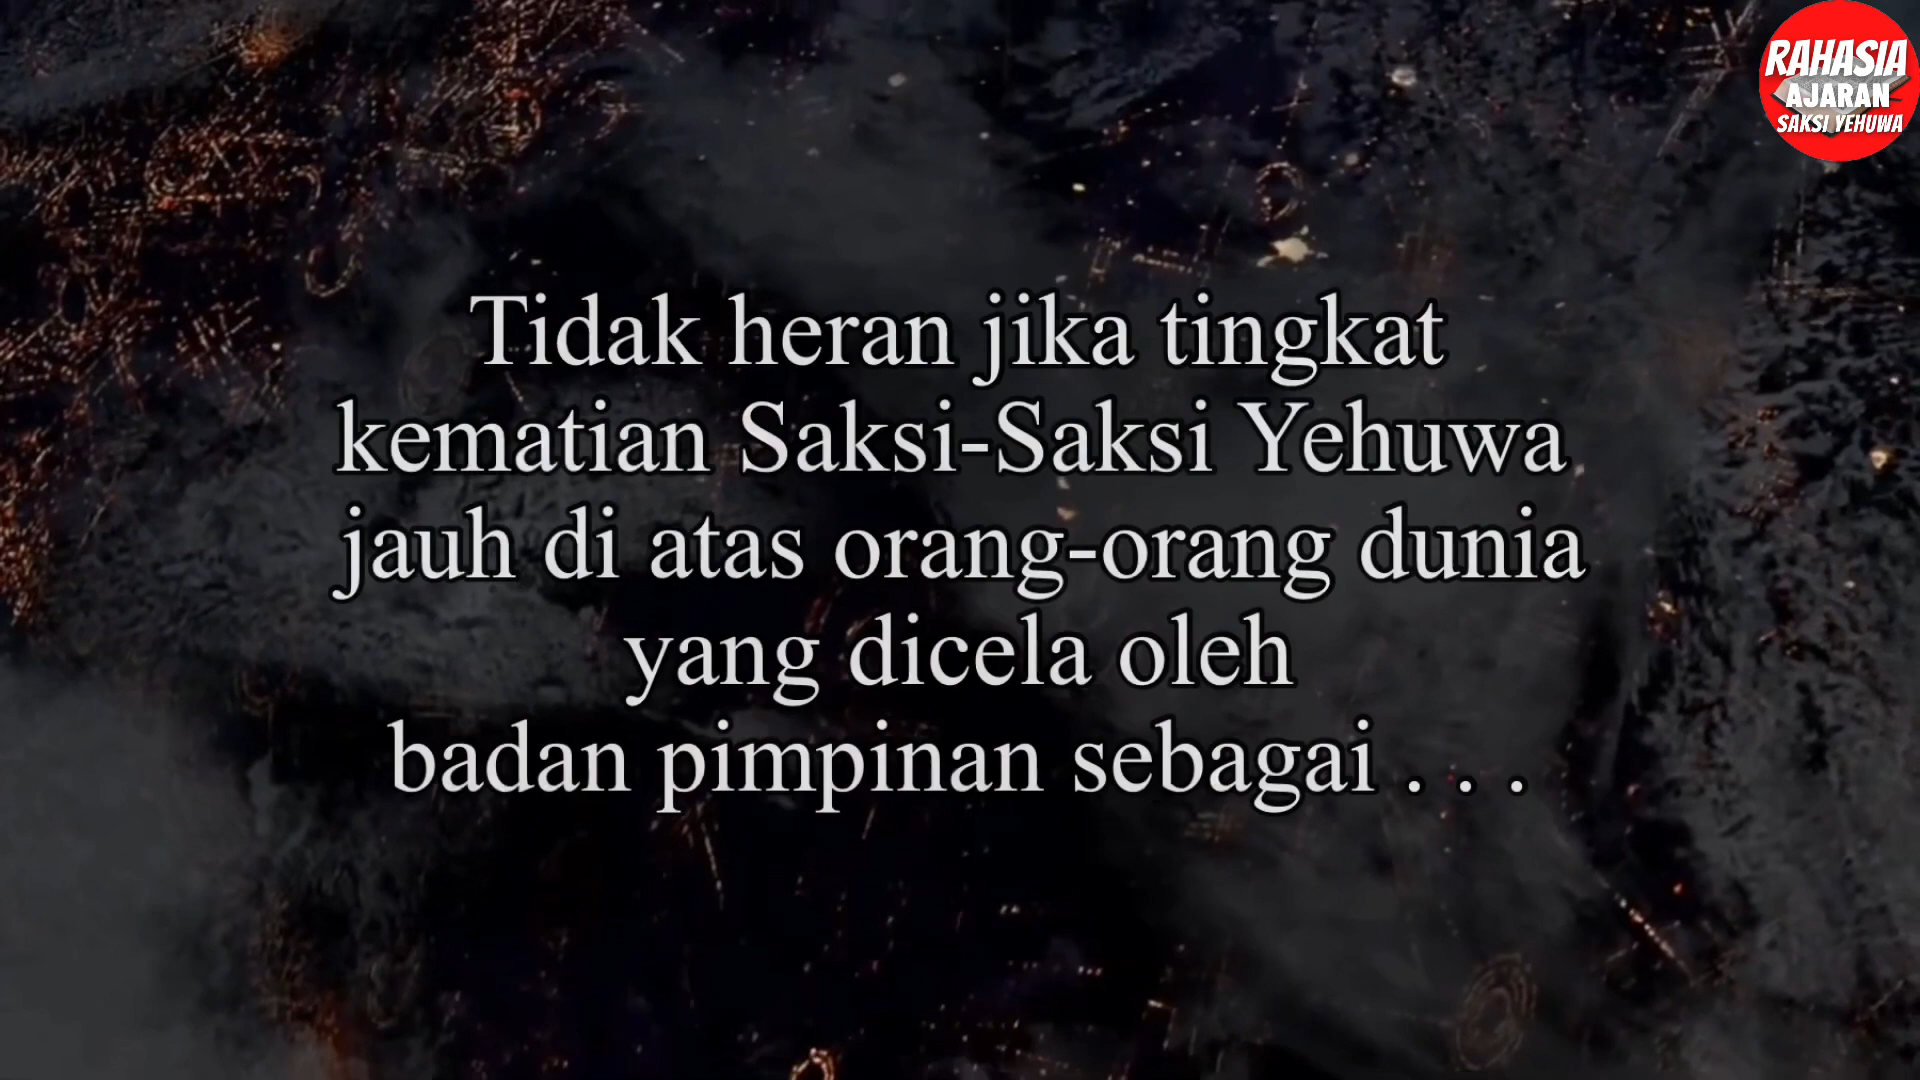 RAHASIA
AJARAN
SAKSI YEHUWA
Tidak heran jika tingkat
kematian Saksi-Saksi Yehuwa
jauh di atas orang-orang dunia
yang dicela oleh
badan pimpinan sebagai . . .